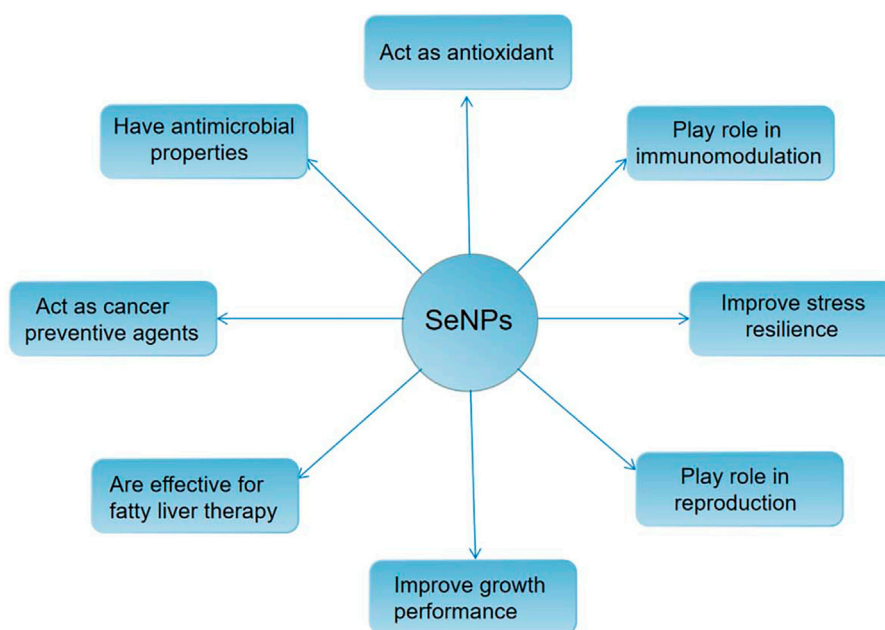 Act as antioxidant
Have antimicrobial
properties
Play role in
immunomodulation
Act as cancer
preventive agents
SeNPs
Improve stress
resilience
Are effective for
fatty liver therapy
Play role in
reproduction
Improve growth
performance